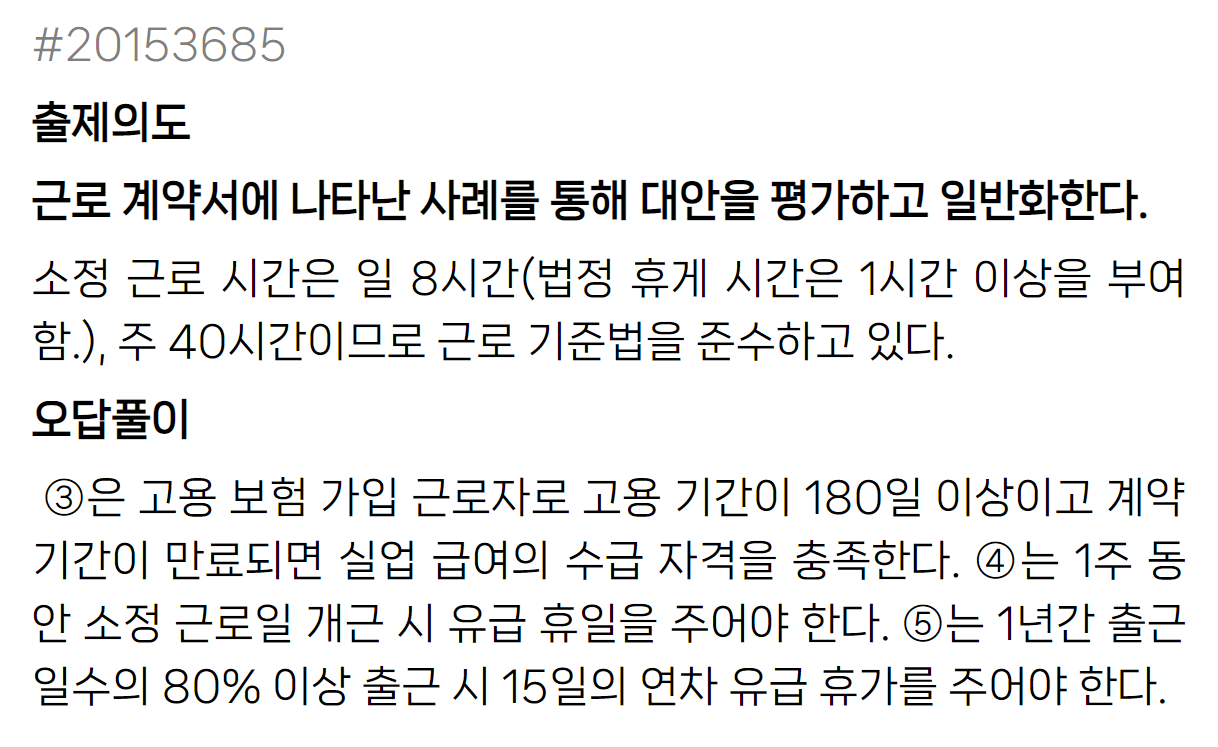 #20153685
출제의도
근로 계약서에 나타난 사례를 통해 대안을 평가하고 일반화한다.
소정 근로 시간은 일 8시간(법정 휴게 시간은 1시간 이상을 부여
함.), 주 40시간이므로 근로 기준법을 준수하고 있다.
오답풀이
③은 고용 보험 가입 근로자로 고용 기간이 180일 이상이고 계약
기간이 만료되면 실업 급여의 수급 자격을 충족한다. ④는 1주 동
안 소정 근로일 개근 시 유급 휴일을 주어야 한다. ⑤는 1년간 출근
일수의 80% 이상 출근 시 15일의 연차 유급 휴가를 주어야 한다.